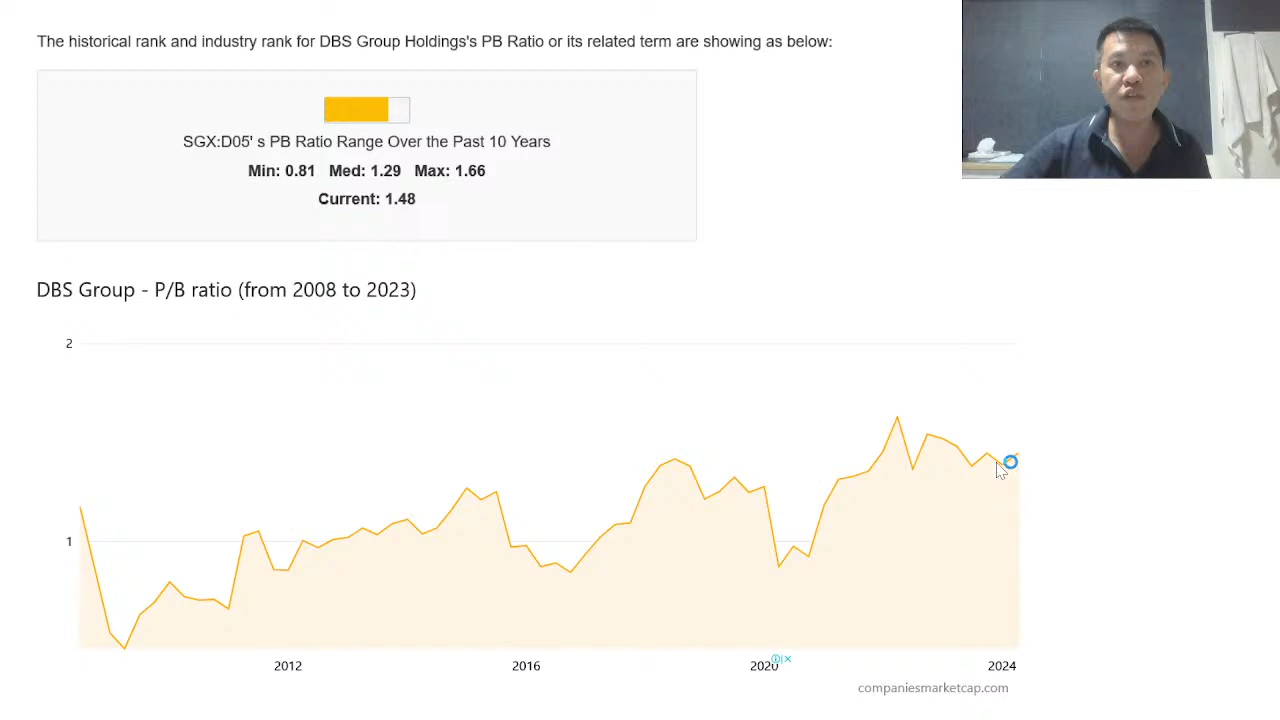 The historical rank and industry rank for DBS Group Holdings's PB Ratio or its related term are showing as below:
SGX:D05' s PB Ratio Range Over the Past 10 Years
Min: 0.81 Med: 1.29 Max: 1.66
Current: 1.48
DBS Group - P/B ratio (from 2008 to 2023)
2
1
2012 2016 2020 2024
companiesmarketcap.com